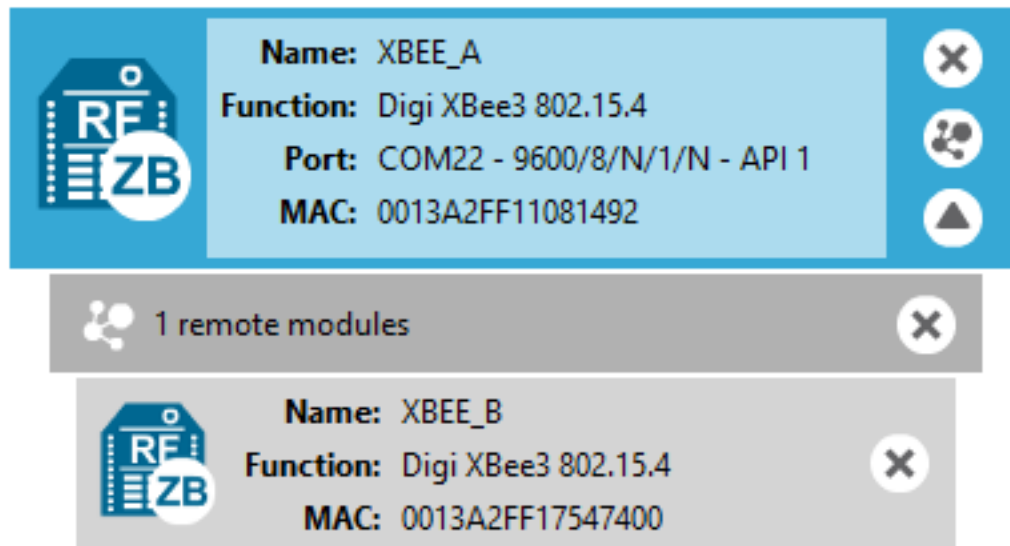 RF
ZB
Name: XBEE_A
Function: Digi XBee3 802.15.4
Port: COM22 - 9600/8/N/1/N - API 1
MAC: 0013A2FF11081492
1 remote modules
RF
ZB
Name: XBEE_B
Function: Digi XBee3 802.15.4
MAC: 0013A2FF17547400